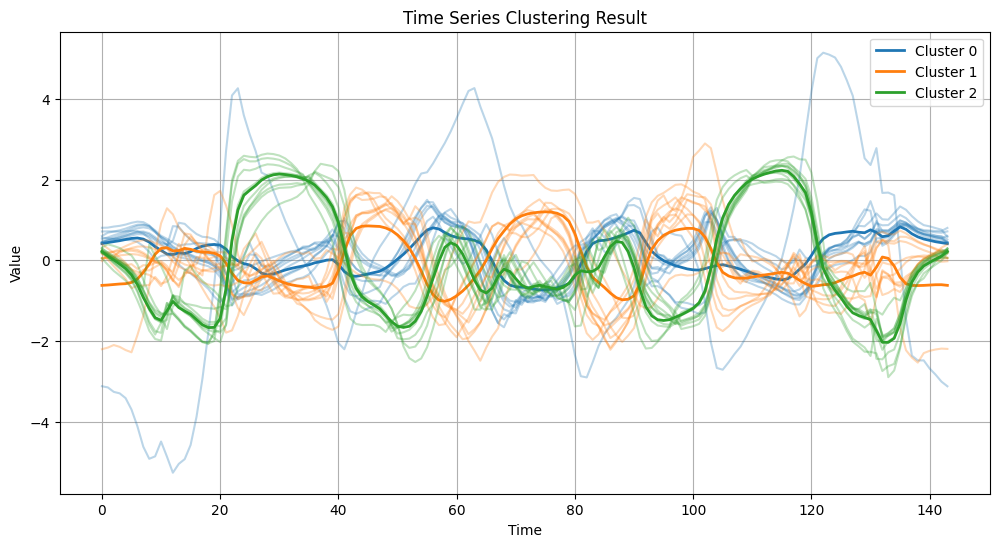 Time Series Clustering Result
Cluster 0
Cluster 1
Cluster 2
Value
4
2
0
−2
−4
0 20 40 60 80 100 120 140
Time